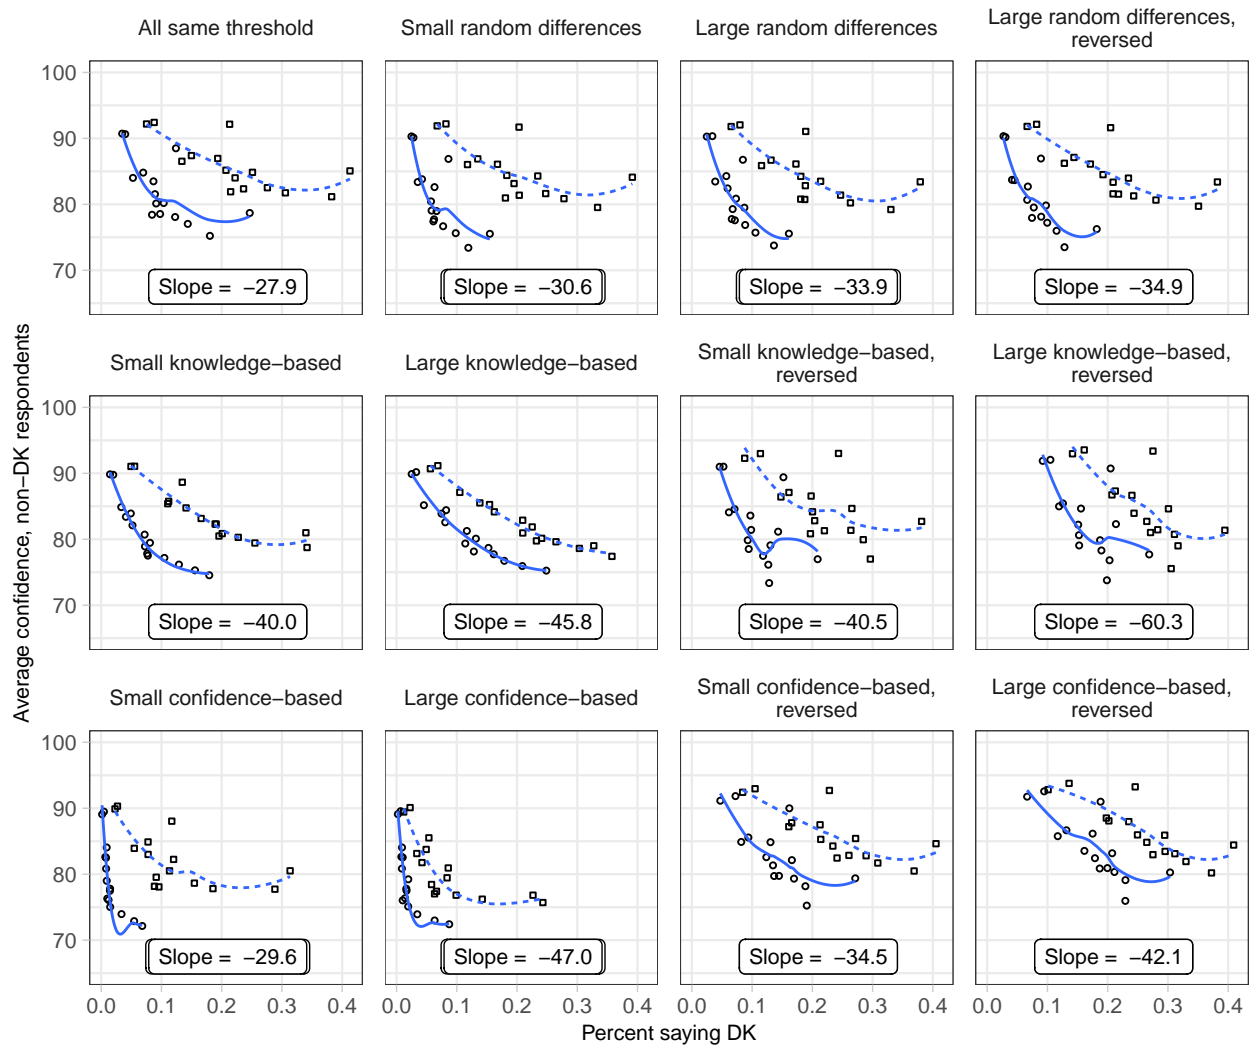 All same threshold
Small random differences
Large random differences
Large random differences,
reversed
100
90
80
70
Slope = −27.9
Slope = −30.6
Slope = −33.9
Slope = −34.9
Small knowledge−based
Large knowledge−based
Small knowledge−based,
reversed
Large knowledge−based,
reversed
100
90
80
70
Slope = −40.0
Slope = −45.8
Slope = −40.5
Slope = −60.3
Average confidence, non−DK respondents
Small confidence−based
Large confidence−based
Small confidence−based,
reversed
Large confidence−based,
reversed
100
90
80
70
Slope = −29.6
Slope = −47.0
Slope = −34.5
Slope = −42.1
0.0 0.1 0.2 0.3 0.4
0.0 0.1 0.2 0.3 0.4
0.0 0.1 0.2 0.3 0.4
0.0 0.1 0.2 0.3 0.4
Percent saying DK